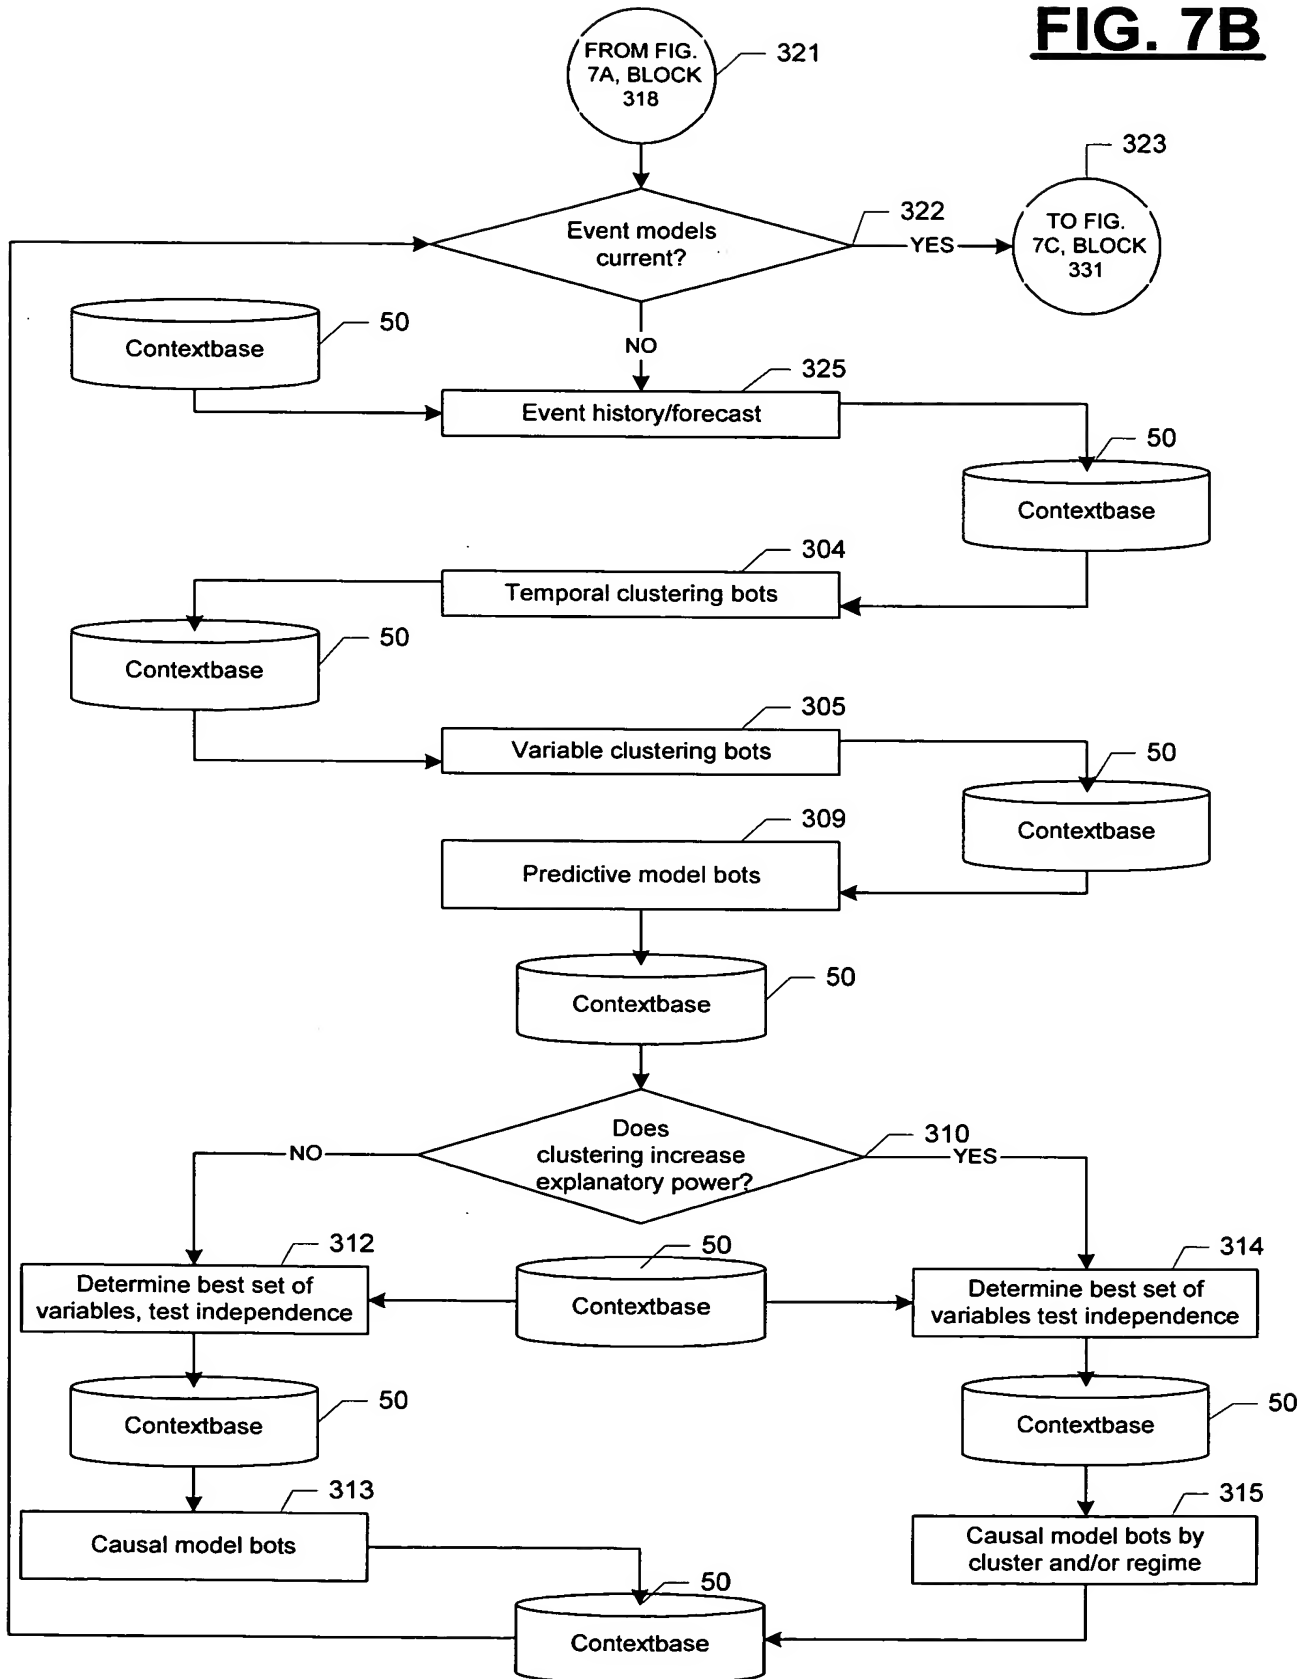 FIG. 7B
FROM FIG.
7A, BLOCK
318
321
323
TO FIG.
7C, BLOCK
331
322
Event models
current?
YES
NO
50
Contextbase
325
Event history/forecast
50
Contextbase
304
Temporal clustering bots
50
Contextbase
305
Variable clustering bots
50
Contextbase
309
Predictive model bots
50
Contextbase
Does
clustering increase
explanatory power?
310
NO
YES
312
Determine best set of
variables, test independence
50
Contextbase
314
Determine best set of
variables test independence
50
Contextbase
50
Contextbase
313
Causal model bots
315
Causal model bots by
cluster and/or regime
50
Contextbase